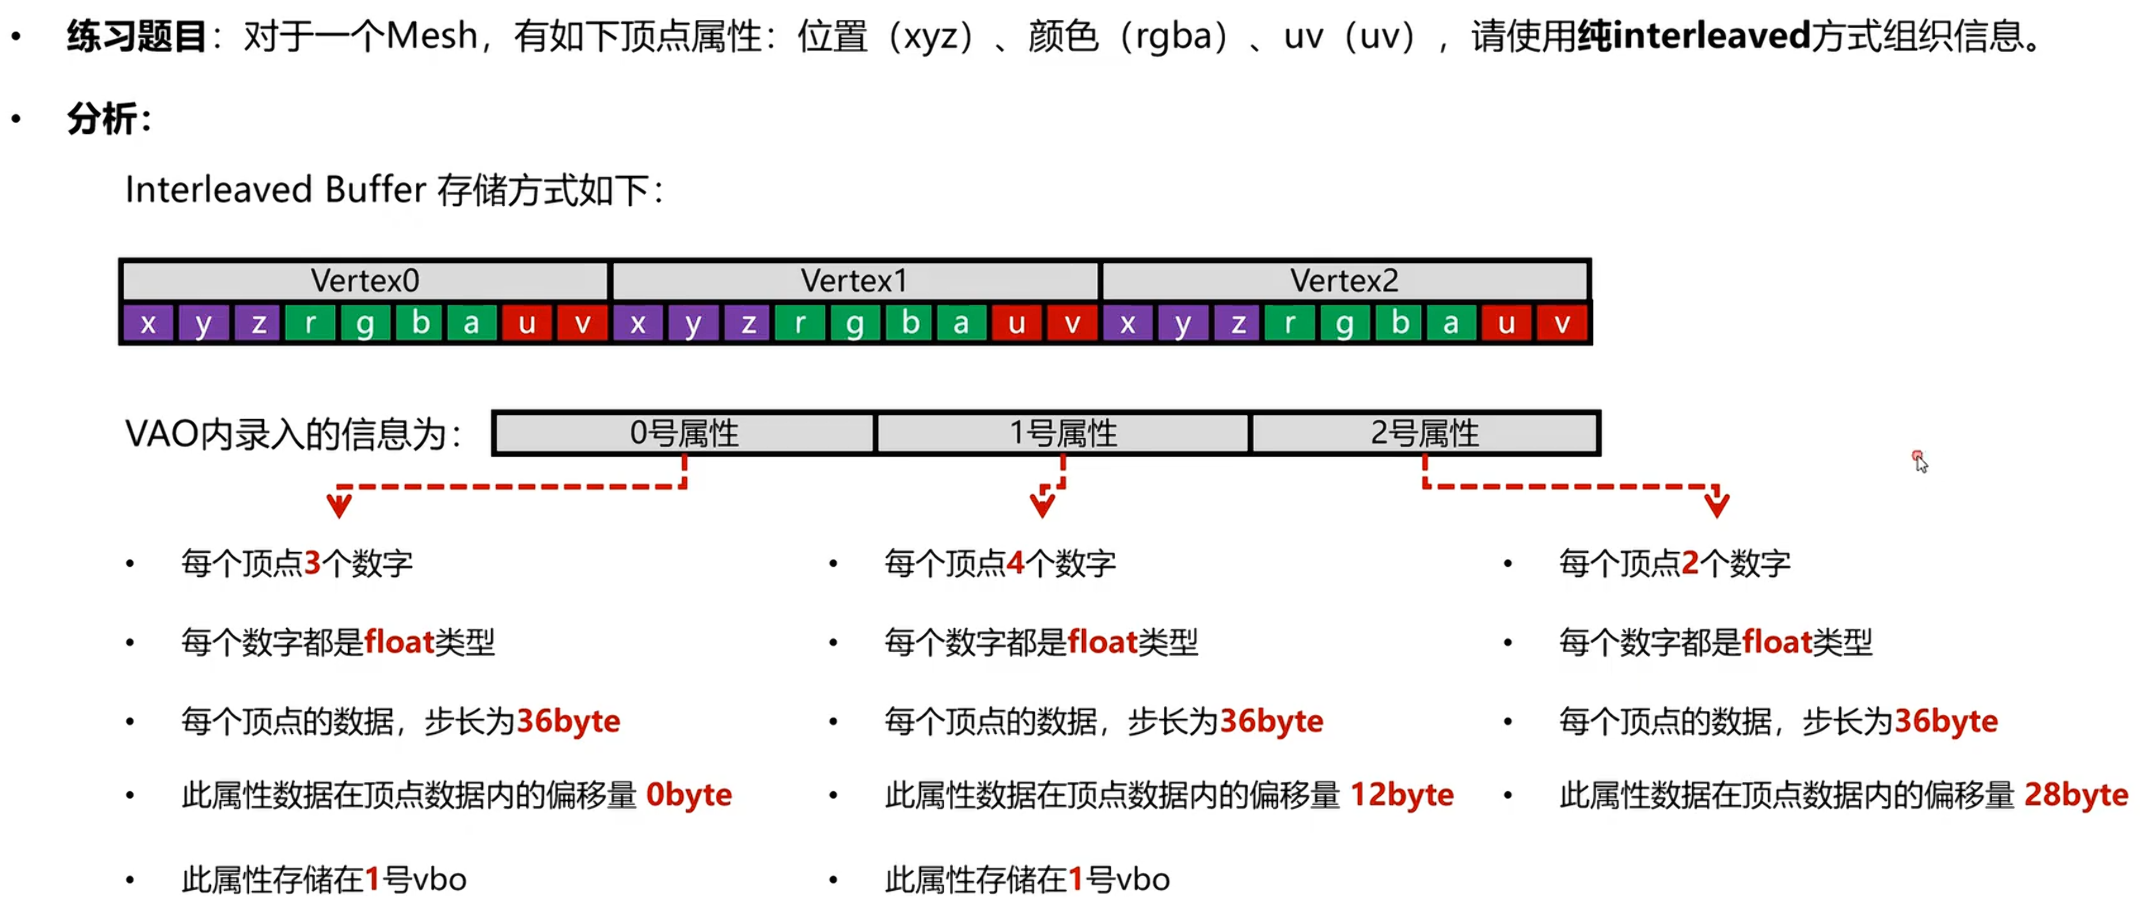 • 练习题目：对于一个Mesh，有如下顶点属性：位置（xyz）、颜色（rgba）、uv（uv），请使用纯interleaved方式组织信息。
• 分析：
Interleaved Buffer 存储方式如下：
Vertex0 Vertex1 Vertex2
x y z r g b a u v x y z r g b a u v x y z r g b a u v
VAO内录入的信息为： 0号属性 1号属性 2号属性
• 每个顶点3个数字 • 每个顶点4个数字 • 每个顶点2个数字
• 每个数字都是float类型 • 每个数字都是float类型 • 每个数字都是float类型
• 每个顶点的数据，步长为36byte • 每个顶点的数据，步长为36byte • 每个顶点的数据，步长为36byte
• 此属性数据在顶点数据内的偏移量 0byte • 此属性数据在顶点数据内的偏移量 12byte • 此属性数据在顶点数据内的偏移量 28byte
• 此属性存储在1号vbo • 此属性存储在1号vbo